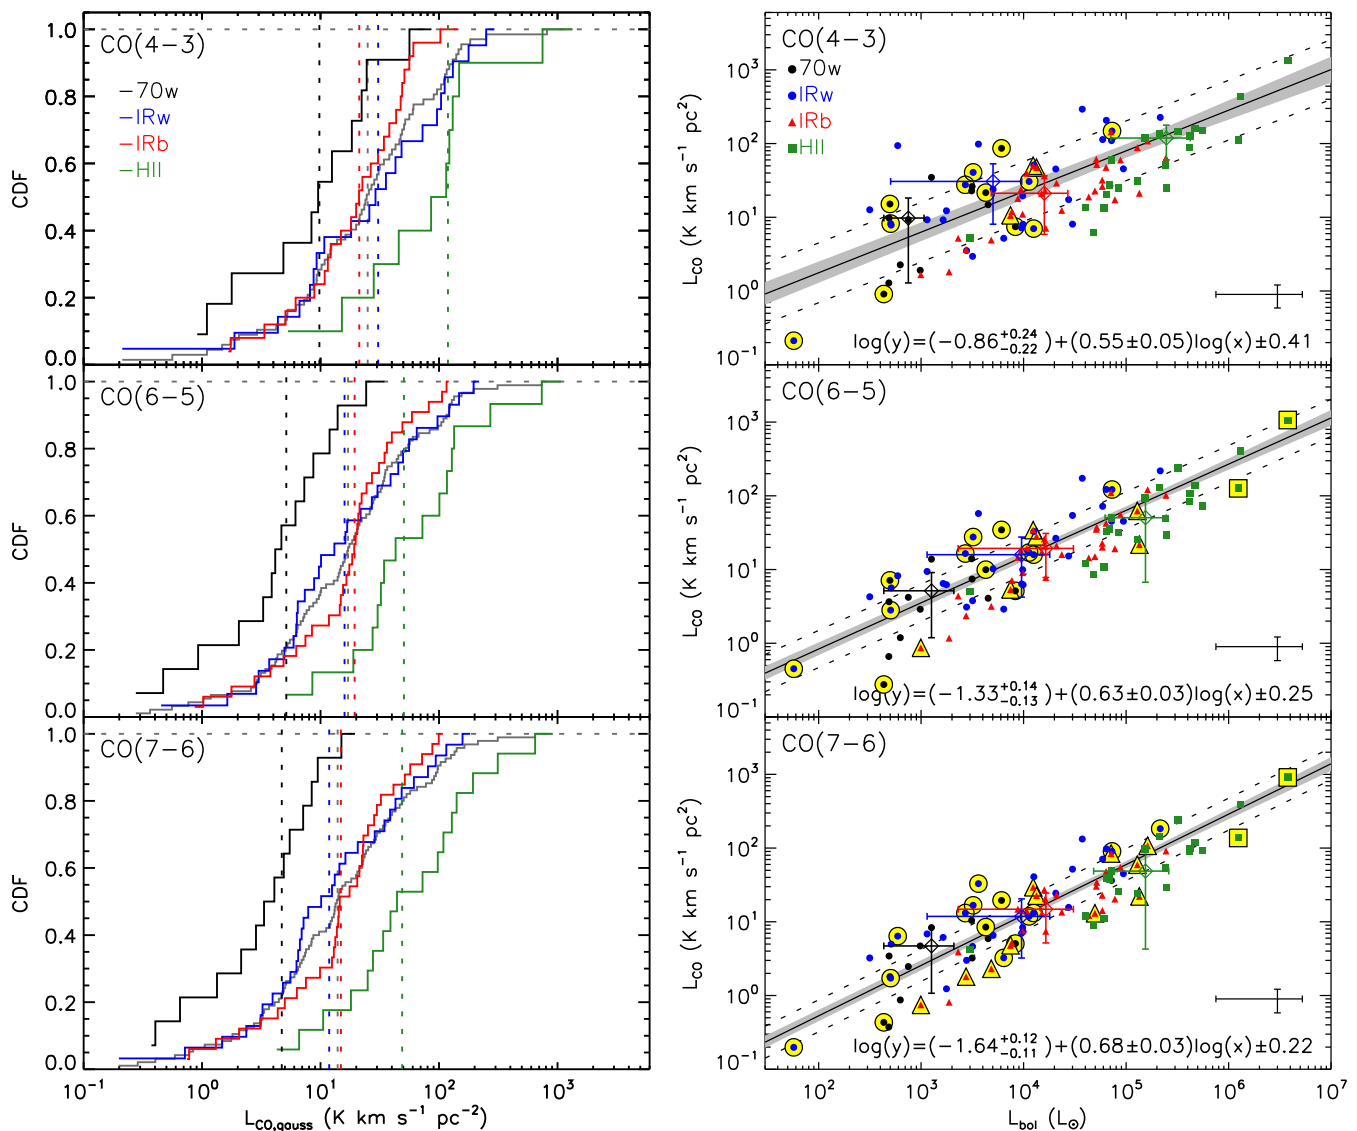 CO(4−3)
70w
IRw
IRb
HII
CDF
1.0
0.8
0.6
0.4
0.2
0.0
CO(6−5)
CDF
1.0
0.8
0.6
0.4
0.2
0.0
CO(7−6)
CDF
1.0
0.8
0.6
0.4
0.2
0.0
10⁻¹ 10⁰ 10¹ 10² 10³
L_CO,gauss (K km s⁻¹ pc⁻²)
CO(4−3)
70w
IRw
IRb
HII
L_CO (K km s⁻¹ pc²)
10³
10²
10¹
10⁰
10⁻¹
log(y)=(−0.86+0.24−0.22)+(0.55±0.05)log(x)±0.41
CO(6−5)
L_CO (K km s⁻¹ pc²)
10³
10²
10¹
10⁰
10⁻¹
log(y)=(−1.33+0.14−0.13)+(0.63±0.03)log(x)±0.25
CO(7−6)
L_CO (K km s⁻¹ pc²)
10³
10²
10¹
10⁰
10⁻¹
log(y)=(−1.64+0.12−0.11)+(0.68±0.03)log(x)±0.22
10² 10³ 10⁴ 10⁵ 10⁶ 10⁷
L_bol (L⊙)